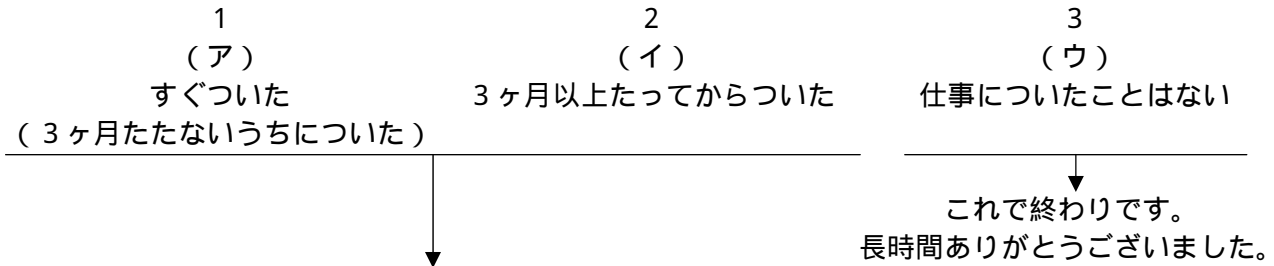 1 2 3
(ア) (イ) (ウ)
すぐついた 3ヶ月以上たってからついた 仕事についたことはない
(3ヶ月たたないうちについた)
これで終わりです。
長時間ありがとうございました。